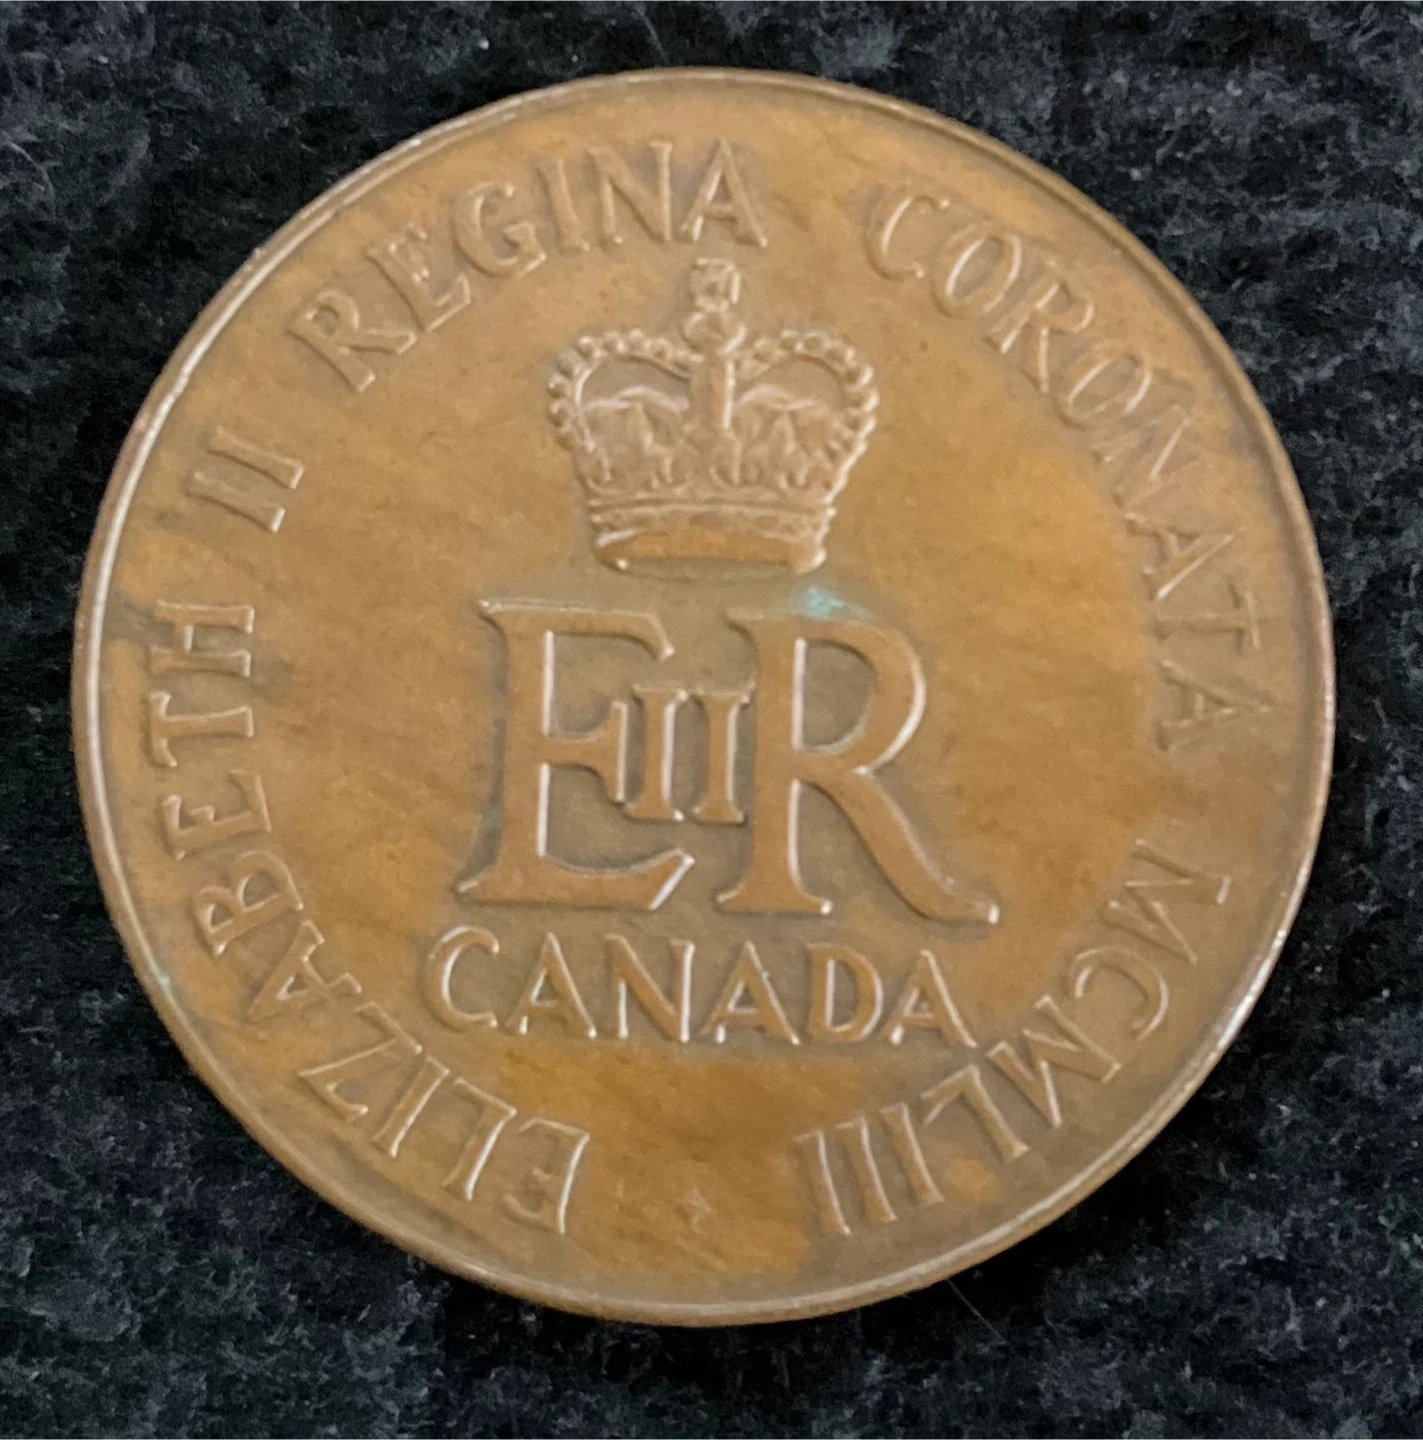 ELIZABETH II REGINA CORONATA MCMLIII
EIIR
CANADA